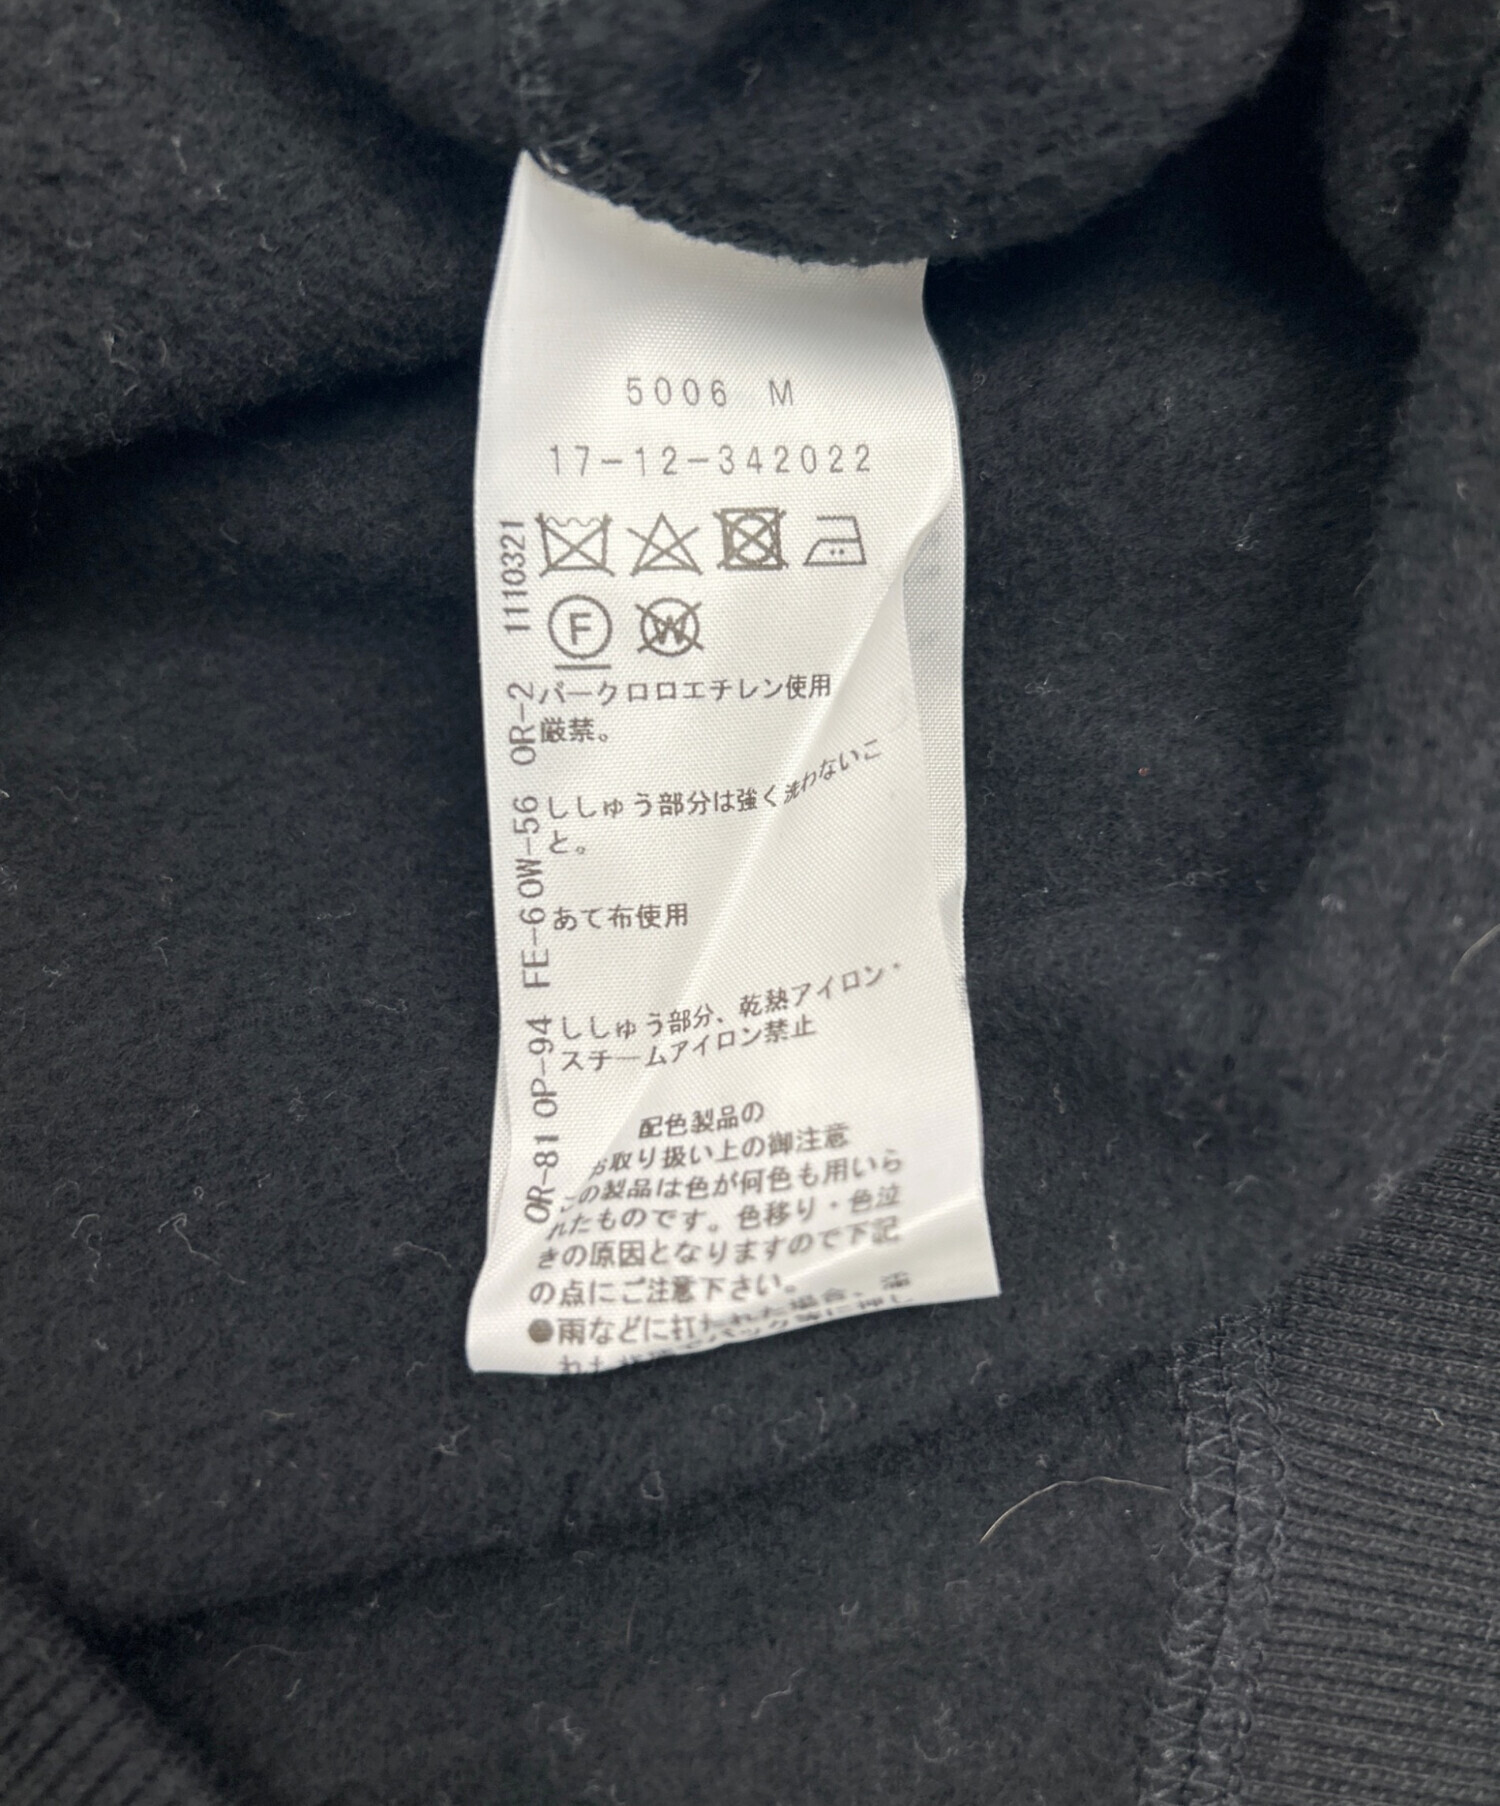 5006 M
17-12-342022
F W
パークロロエチレン使用
厳禁。
ししゅう部分は強く洗わないこ
と。
あて布使用
ししゅう部分、乾熱アイロン・
スチームアイロン禁止
配色製品の
お取り扱い上の御注意
この製品は色が何色も用いら
れたものです。色移り・色泣
きの原因となりますので下記
の点にご注意下さい。
●雨などに打たれた場合、濡
OR-81 OP-94 FE-60W-56 OR-2 1110321